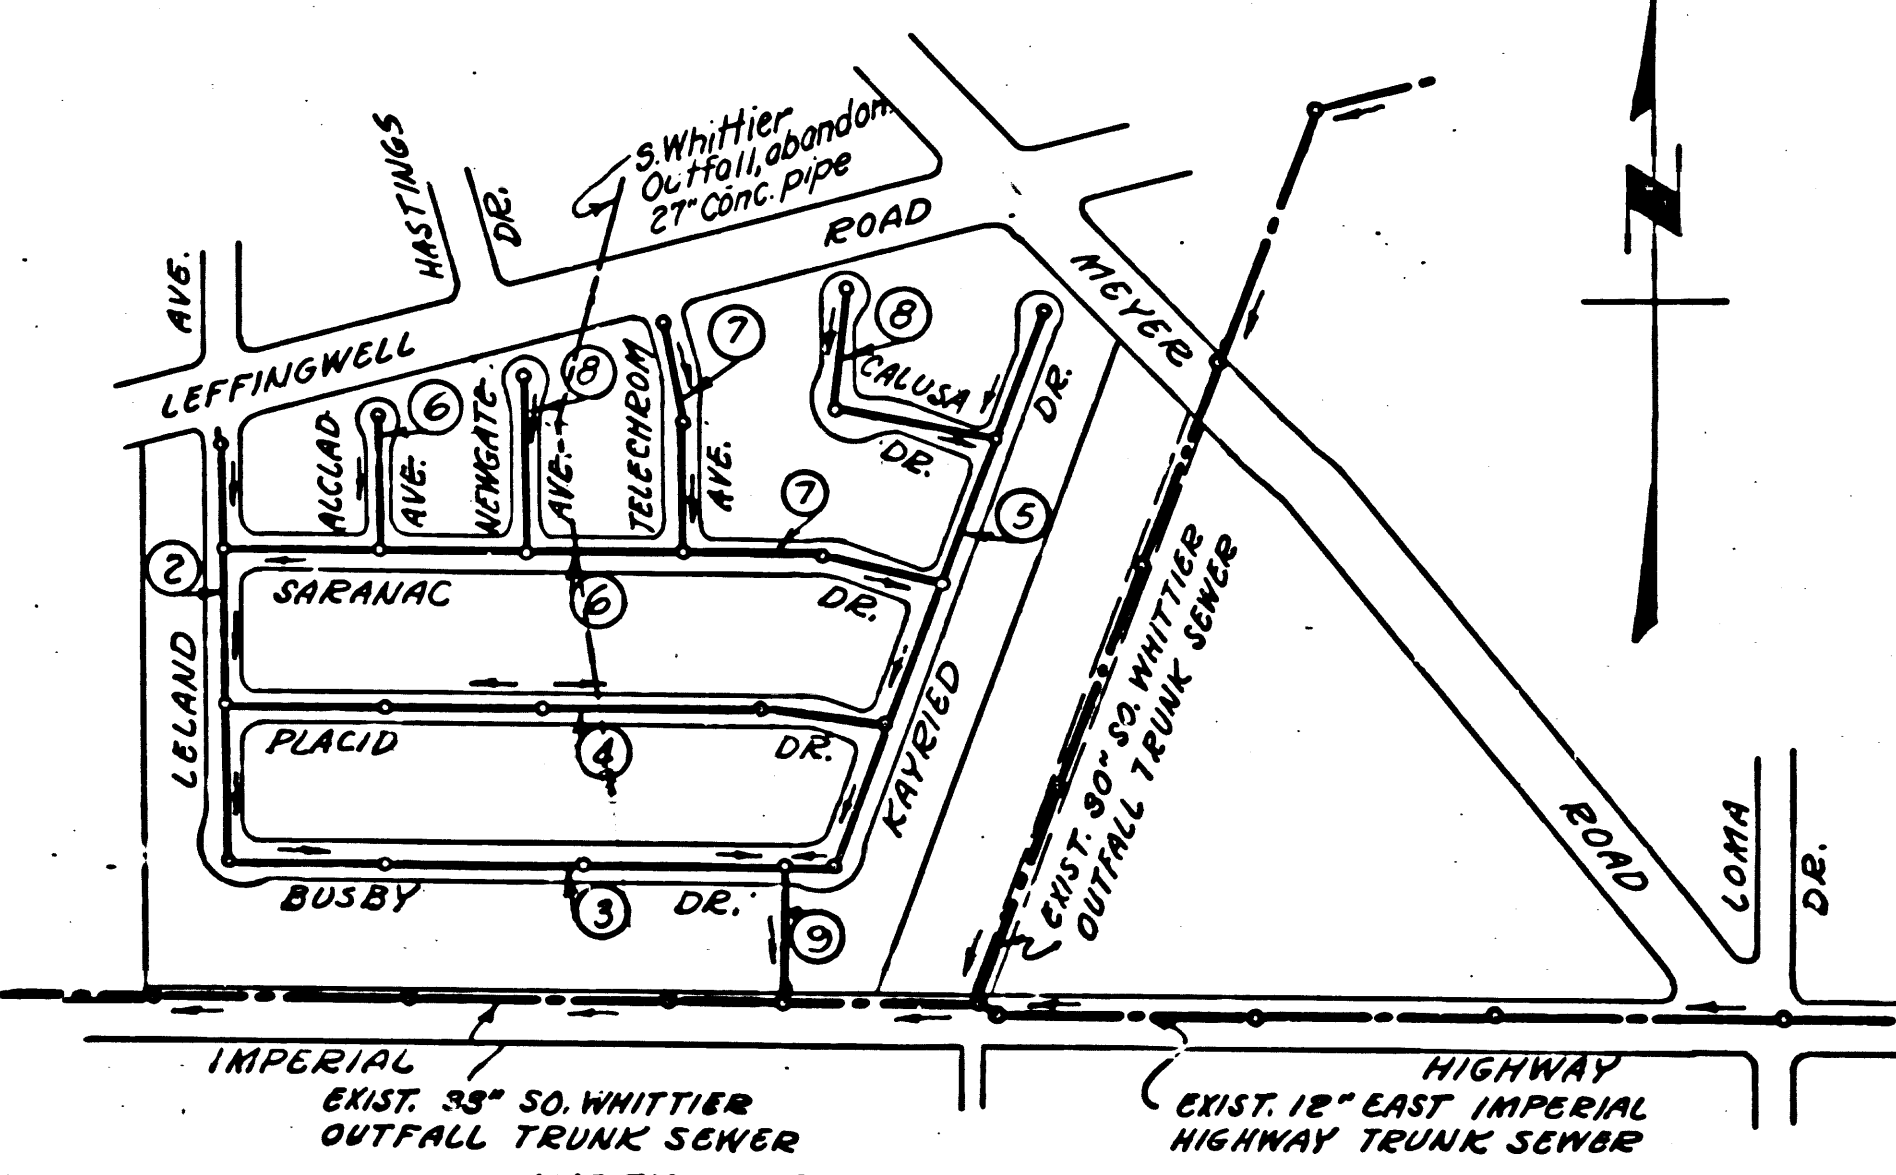 S. Whittier
Outfall, abandon.
27" Conc. pipe
HASTINGS
DR.
AVE.
ROAD
LEFFINGWELL
MEYER
ROAD
8
7
CALUSA
DR.
DR.
ALCLAD
AVE.
6
NEWGATE
AVE.
8
TELECHROM
AVE.
7
5
2
SARANAC
DR.
6
LELAND
PLACID
DR.
4
KAYRIED
BUSBY
DR.
3
9
EXIST. 30" SO. WHITTIER
OUTFALL TRUNK SEWER
LOMA
DR.
N
IMPERIAL
HIGHWAY
EXIST. 33" SO. WHITTIER
OUTFALL TRUNK SEWER
EXIST. 12" EAST IMPERIAL
HIGHWAY TRUNK SEWER